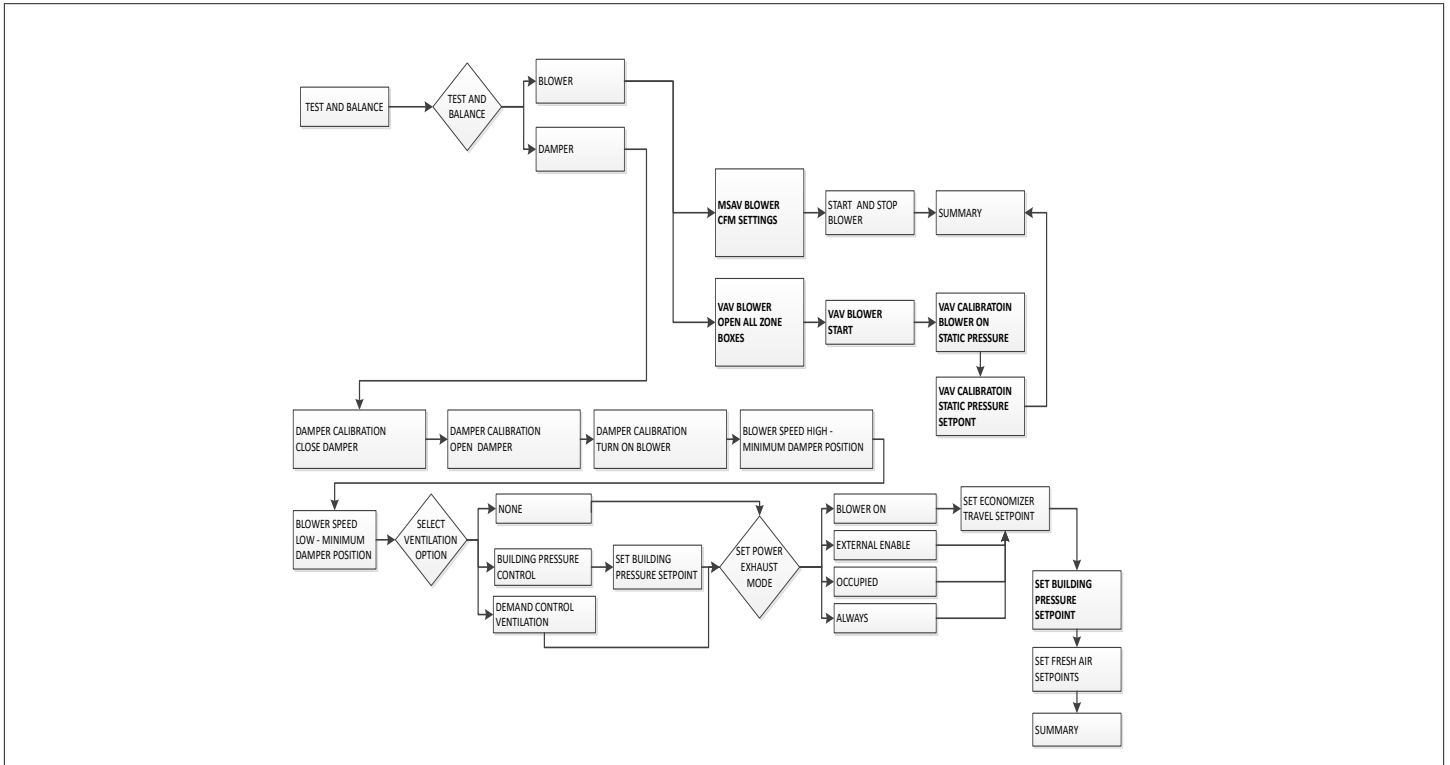 TEST AND BALANCE
TEST AND
BALANCE
BLOWER
DAMPER
MSAV BLOWER
CFM SETTINGS
START AND STOP
BLOWER
SUMMARY
VAV BLOWER
OPEN ALL ZONE
BOXES
VAV BLOWER
START
VAV CALIBRATOIN
BLOWER ON
STATIC PRESSURE
VAV CALIBRATOIN
STATIC PRESSURE
SETPONT
DAMPER CALIBRATION
CLOSE DAMPER
DAMPER CALIBRATION
OPEN DAMPER
DAMPER CALIBRATION
TURN ON BLOWER
BLOWER SPEED HIGH -
MINIMUM DAMPER POSITION
BLOWER SPEED
LOW - MINIMUM
DAMPER POSITION
SELECT
VENTILATION
OPTION
NONE
BUILDING PRESSURE
CONTROL
SET BUILDING
PRESSURE SETPOINT
DEMAND CONTROL
VENTILATION
SET POWER
EXHAUST
MODE
BLOWER ON
EXTERNAL ENABLE
OCCUPIED
ALWAYS
SET ECONOMIZER
TRAVEL SETPOINT
SET BUILDING
PRESSURE
SETPOINT
SET FRESH AIR
SETPOINTS
SUMMARY